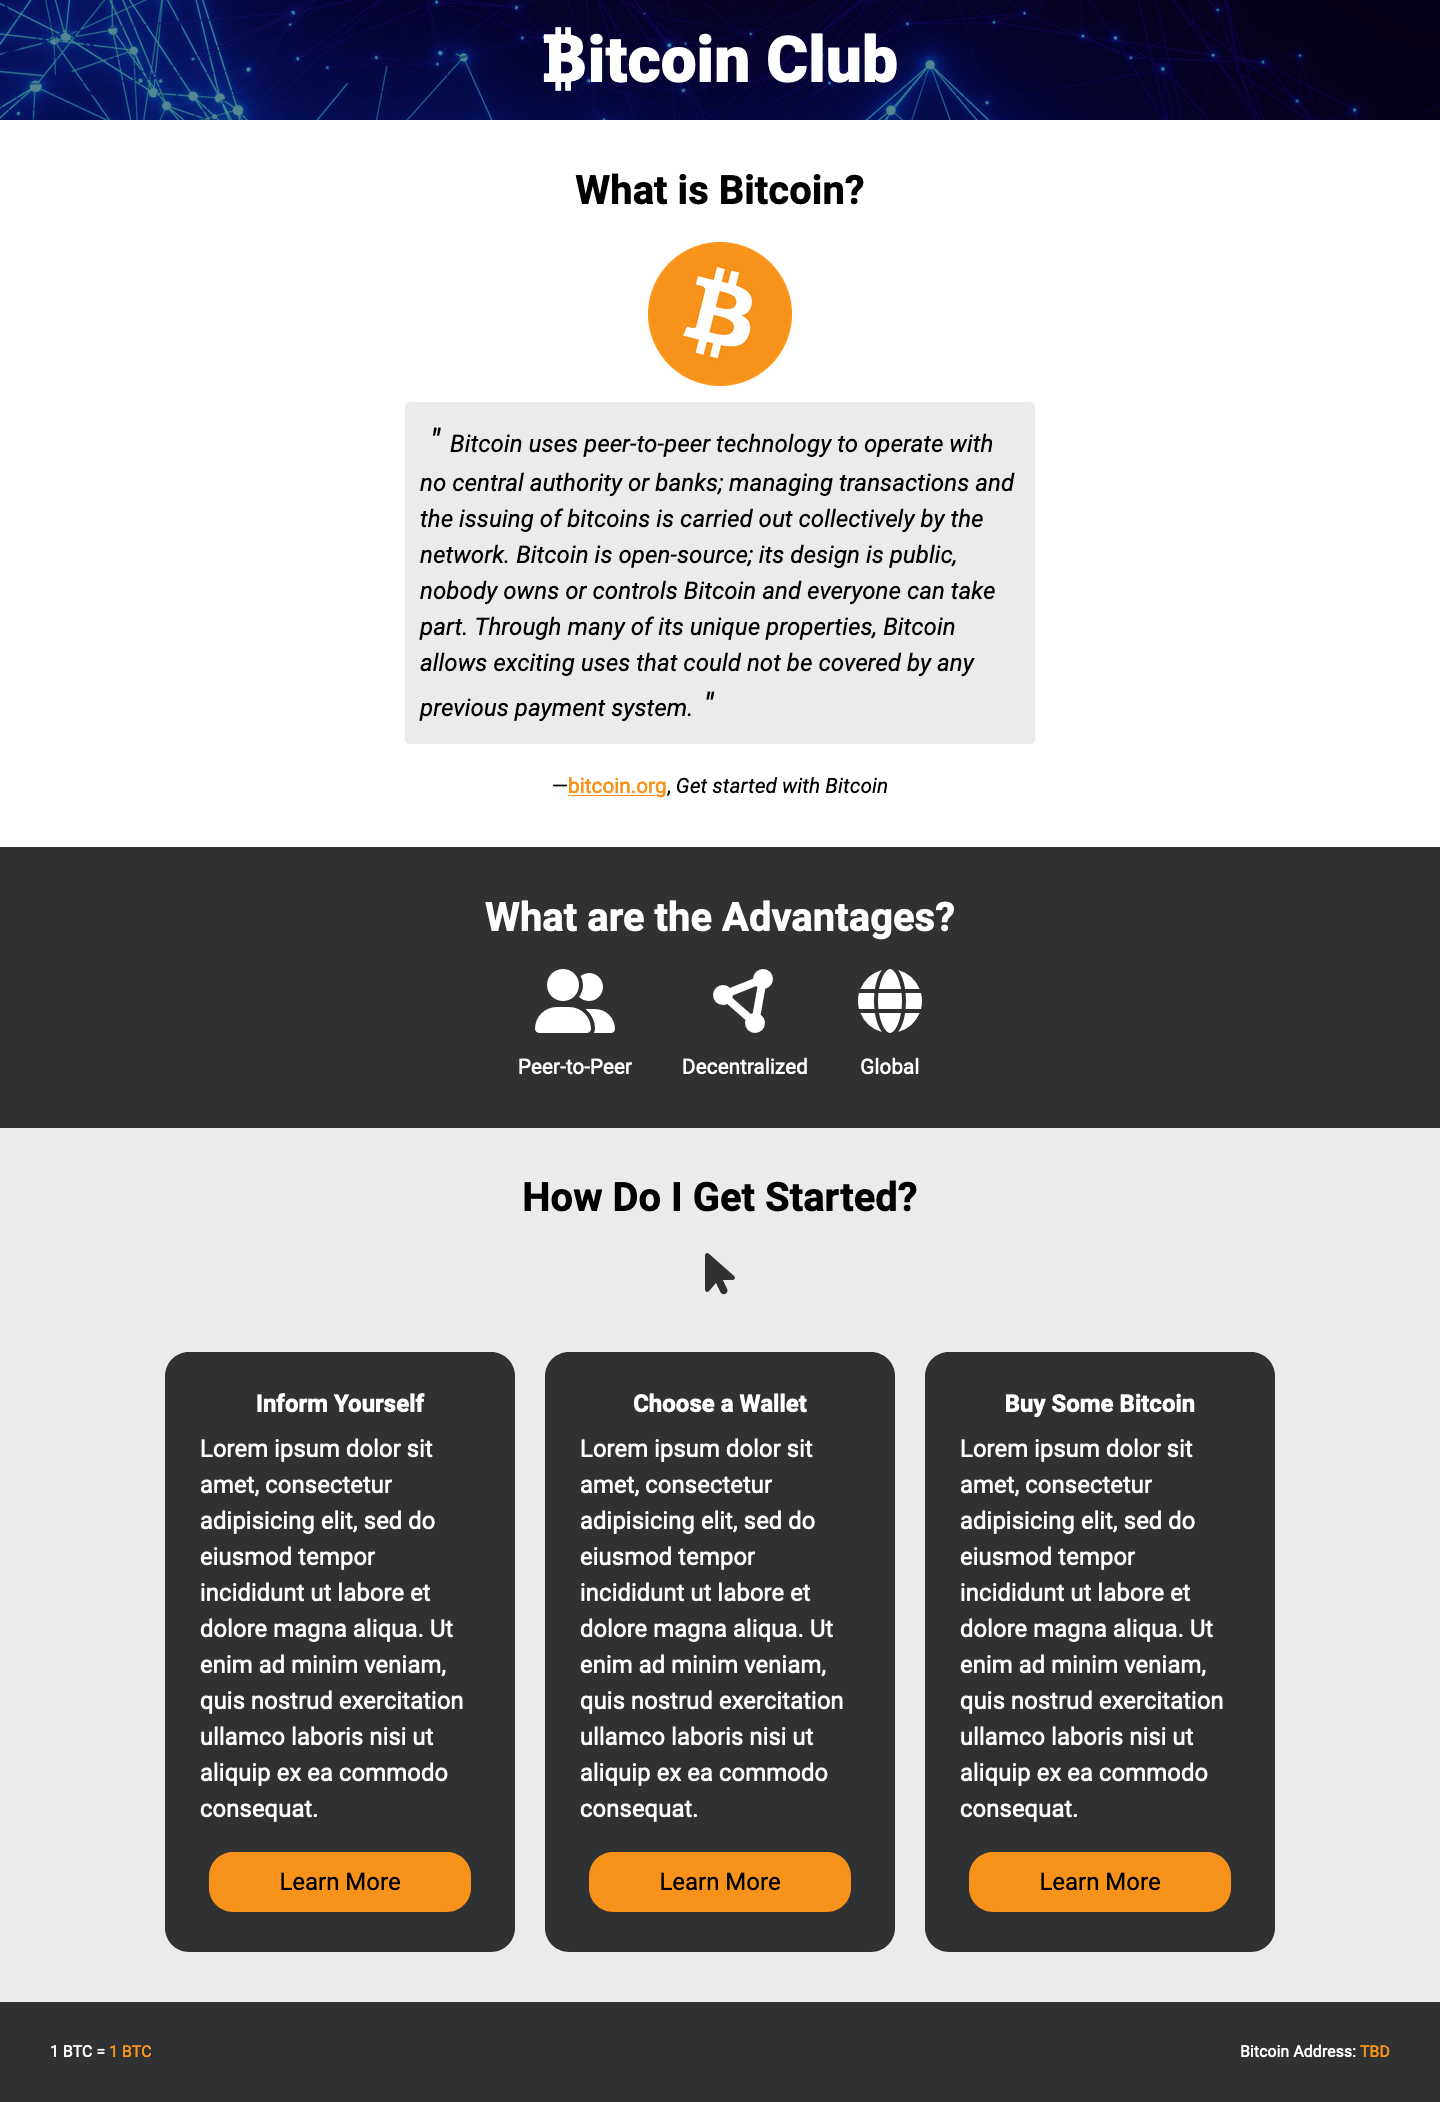 ₿itcoin Club
What is Bitcoin?
" Bitcoin uses peer-to-peer technology to operate with
no central authority or banks; managing transactions and
the issuing of bitcoins is carried out collectively by the
network. Bitcoin is open-source; its design is public,
nobody owns or controls Bitcoin and everyone can take
part. Through many of its unique properties, Bitcoin
allows exciting uses that could not be covered by any
previous payment system. "
—bitcoin.org, Get started with Bitcoin
What are the Advantages?
Peer-to-Peer
Decentralized
Global
How Do I Get Started?
Inform Yourself
Lorem ipsum dolor sit
amet, consectetur
adipisicing elit, sed do
eiusmod tempor
incididunt ut labore et
dolore magna aliqua. Ut
enim ad minim veniam,
quis nostrud exercitation
ullamco laboris nisi ut
aliquip ex ea commodo
consequat.
Learn More
Choose a Wallet
Lorem ipsum dolor sit
amet, consectetur
adipisicing elit, sed do
eiusmod tempor
incididunt ut labore et
dolore magna aliqua. Ut
enim ad minim veniam,
quis nostrud exercitation
ullamco laboris nisi ut
aliquip ex ea commodo
consequat.
Learn More
Buy Some Bitcoin
Lorem ipsum dolor sit
amet, consectetur
adipisicing elit, sed do
eiusmod tempor
incididunt ut labore et
dolore magna aliqua. Ut
enim ad minim veniam,
quis nostrud exercitation
ullamco laboris nisi ut
aliquip ex ea commodo
consequat.
Learn More
1 BTC = 1 BTC
Bitcoin Address: TBD